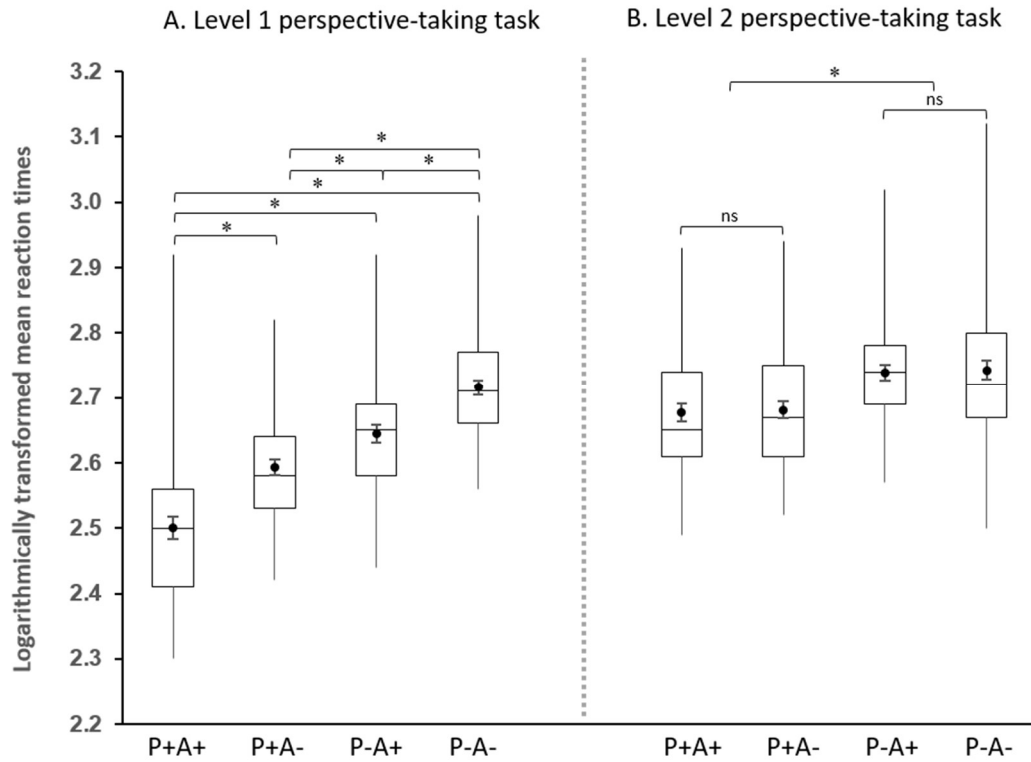 A. Level 1 perspective-taking task
B. Level 2 perspective-taking task
Logarithmically transformed mean reaction times
3.2
3.1
3.0
2.9
2.8
2.7
2.6
2.5
2.4
2.3
2.2
*
*
*
*
*
*
*
ns
ns
P+A+
P+A-
P-A+
P-A-
P+A+
P+A-
P-A+
P-A-